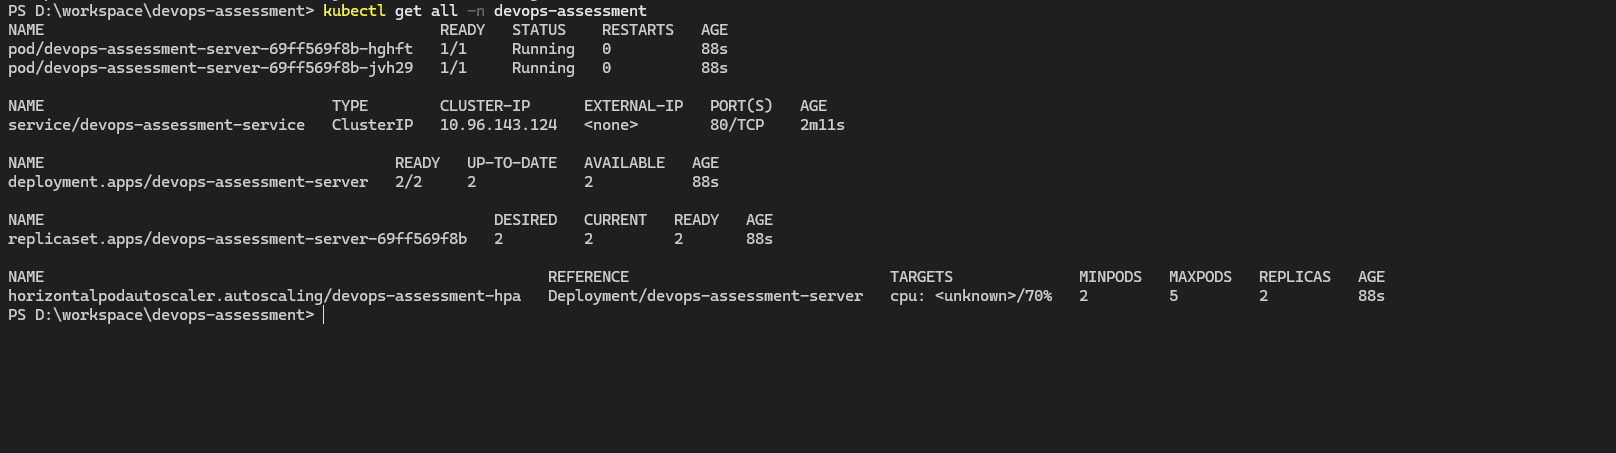 PS D:\workspace\devops-assessment> kubectl get all -n devops-assessment
NAME READY STATUS RESTARTS AGE
pod/devops-assessment-server-69ff569f8b-hghft 1/1 Running 0 88s
pod/devops-assessment-server-69ff569f8b-jvh29 1/1 Running 0 88s
NAME TYPE CLUSTER-IP EXTERNAL-IP PORT(S) AGE
service/devops-assessment-service ClusterIP 10.96.143.124 <none> 80/TCP 2m11s
NAME READY UP-TO-DATE AVAILABLE AGE
deployment.apps/devops-assessment-server 2/2 2 2 88s
NAME DESIRED CURRENT READY AGE
replicaset.apps/devops-assessment-server-69ff569f8b 2 2 2 88s
NAME REFERENCE TARGETS MINPODS MAXPODS REPLICAS AGE
horizontalpodautoscaler.autoscaling/devops-assessment-hpa Deployment/devops-assessment-server cpu: <unknown>/70% 2 5 2 88s
PS D:\workspace\devops-assessment>